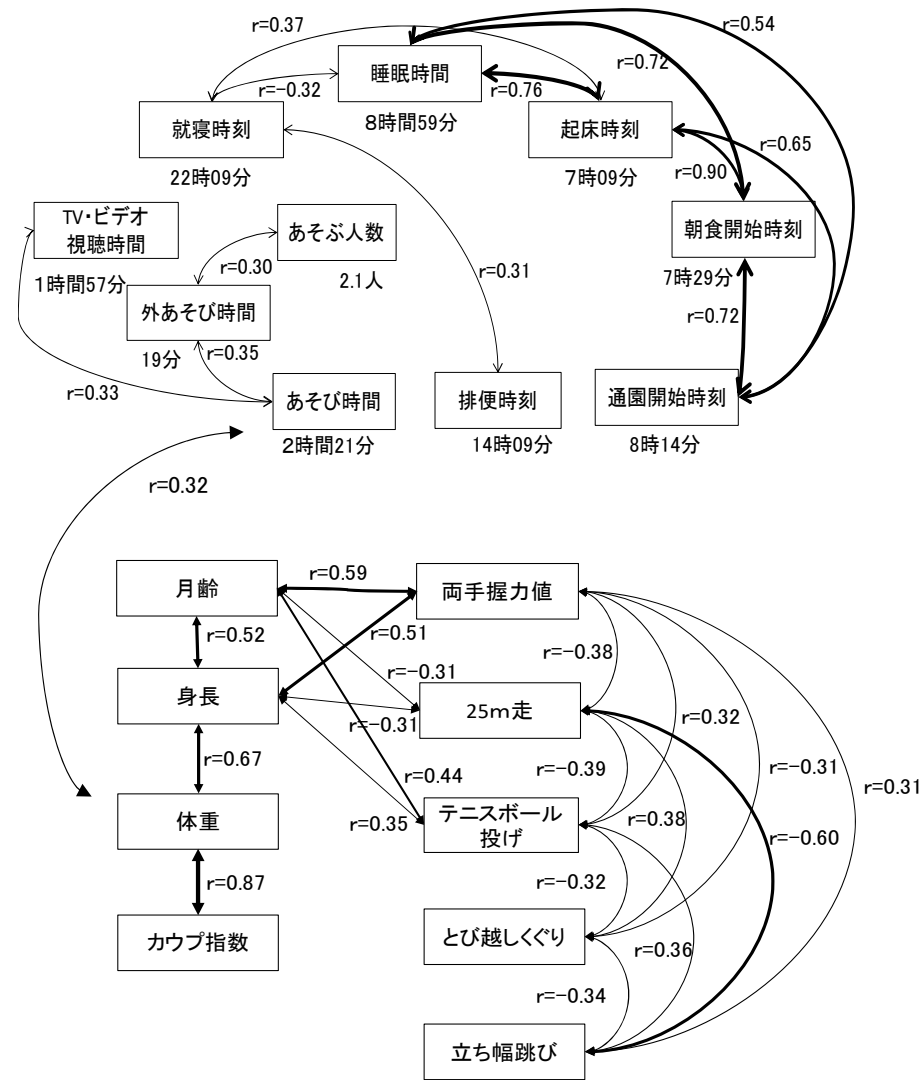 r=0.37
r=0.54
睡眠時間
r=0.72
r=-0.32
r=0.76
8時間59分
就寝時刻
22時09分
起床時刻
7時09分
r=0.65
r=0.90
TV・ビデオ
視聴時間
1時間57分
あそぶ人数
2.1人
r=0.30
r=0.31
朝食開始時刻
7時29分
外あそび時間
19分
r=0.35
r=0.72
r=0.33
あそび時間
2時間21分
排便時刻
14時09分
通園開始時刻
8時14分
r=0.32
月齢
r=0.59
両手握力値
r=0.52
r=0.51
r=-0.38
r=-0.31
身長
25m走
r=-0.31
r=0.32
r=0.67
r=0.44
r=-0.39
r=-0.31
r=0.31
体重
r=0.35
テニスボール
投げ
r=0.38
r=-0.60
r=0.87
r=-0.32
カウプ指数
とび越しくぐり
r=0.36
r=-0.34
立ち幅跳び